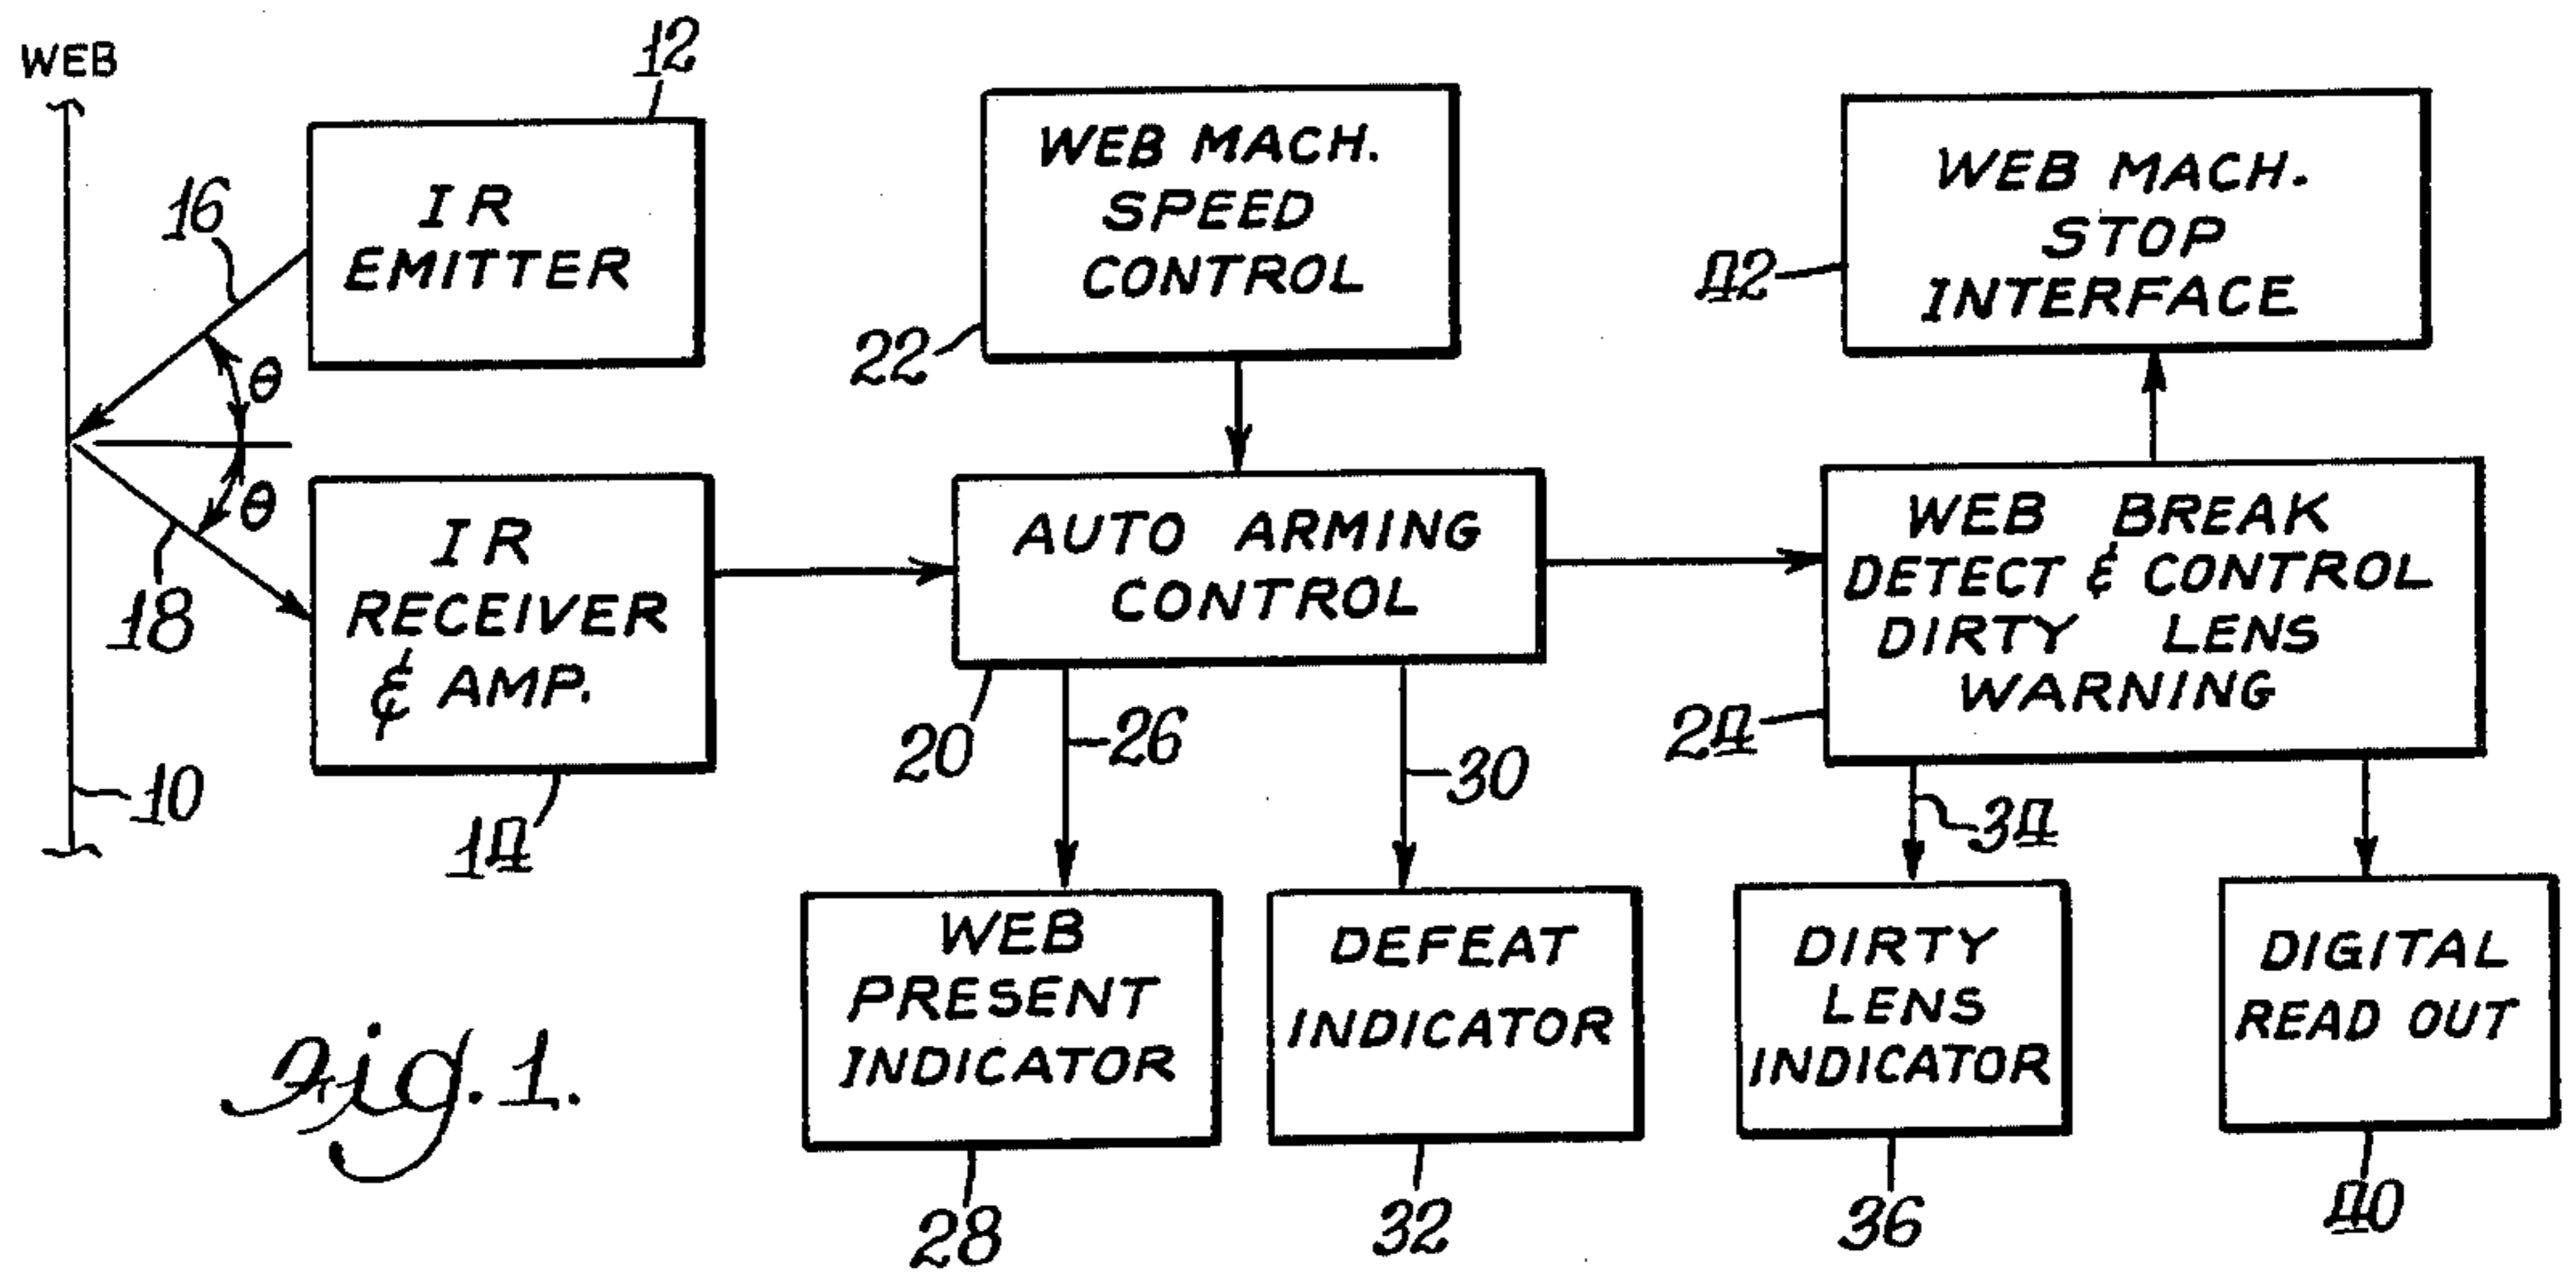 WEB
12
16
IR
EMITTER
θ
θ
18
IR
RECEIVER
& AMP.
10
14
WEB MACH.
SPEED
CONTROL
22
AUTO ARMING
CONTROL
20
26
30
WEB MACH.
STOP
INTERFACE
42
WEB BREAK
DETECT & CONTROL
DIRTY LENS
WARNING
24
34
WEB
PRESENT
INDICATOR
28
DEFEAT
INDICATOR
32
DIRTY
LENS
INDICATOR
36
DIGITAL
READ OUT
40
Fig. 1.